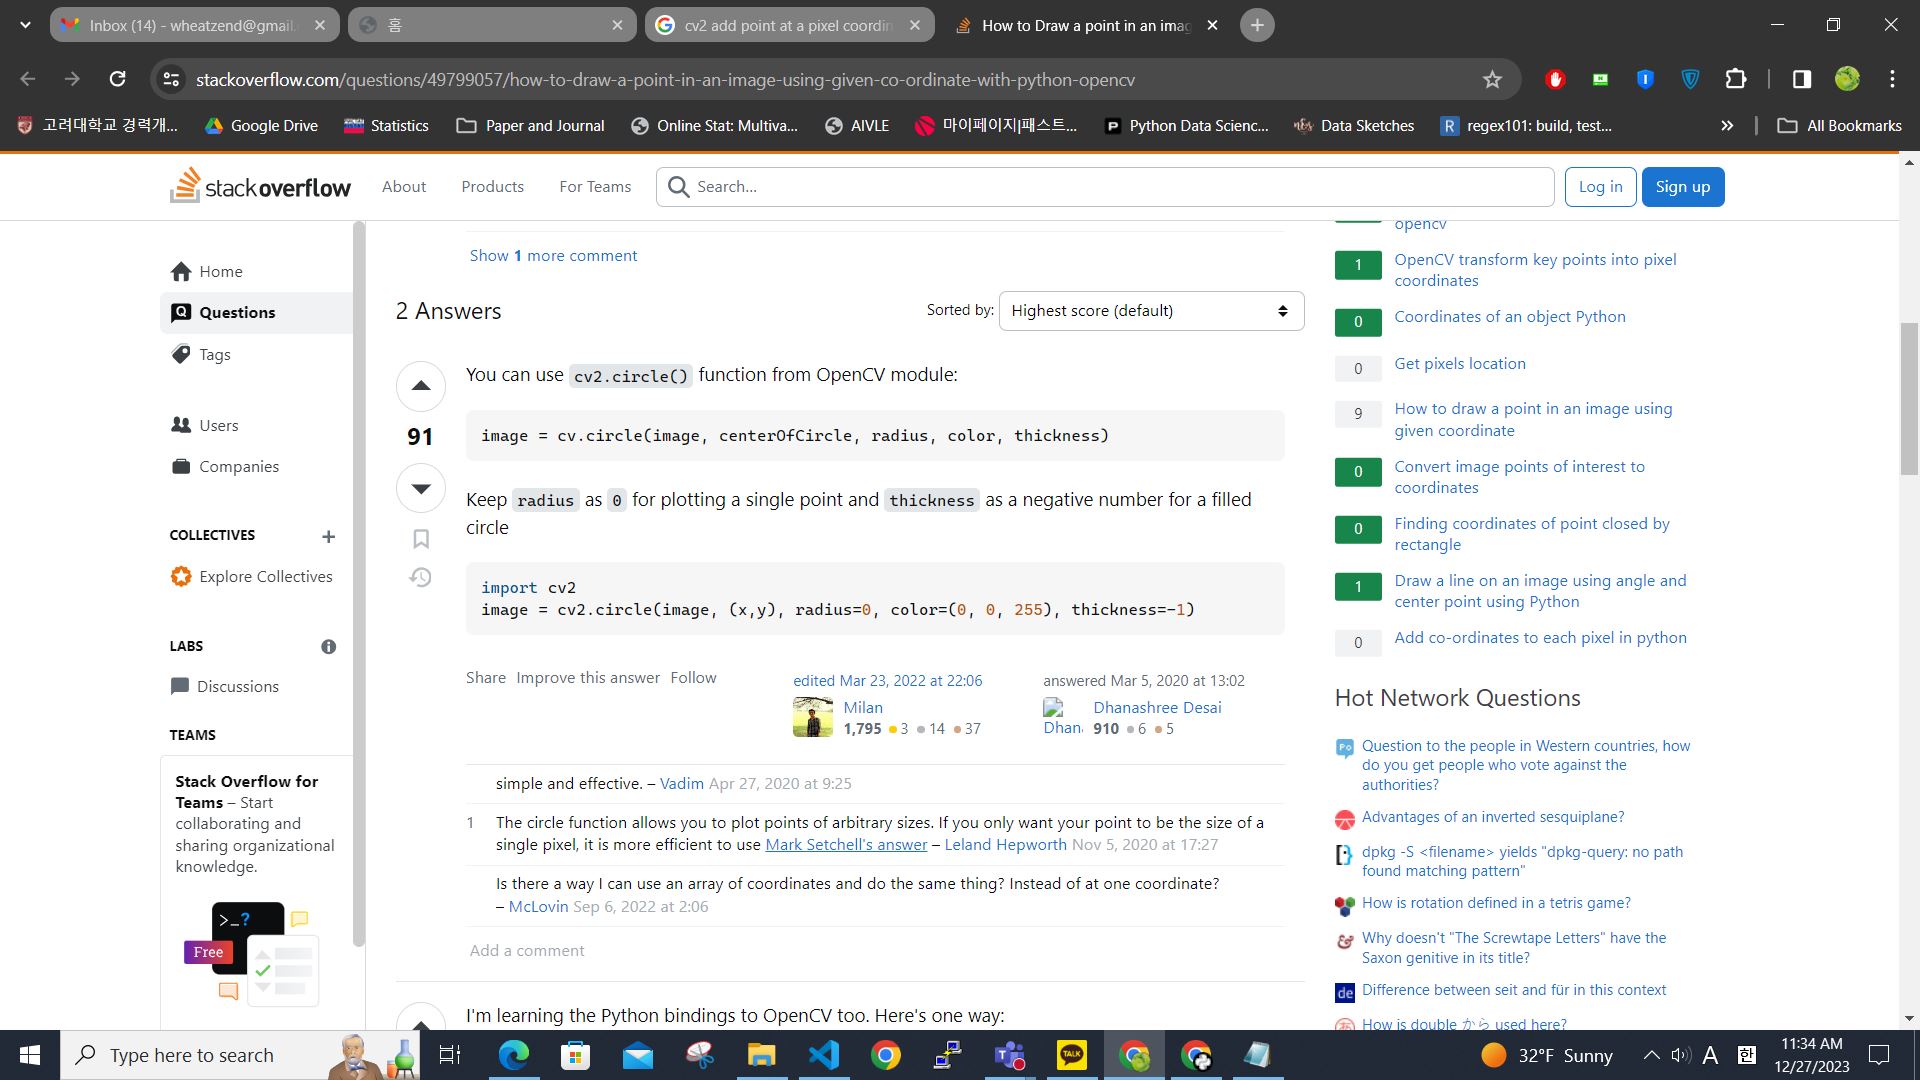 Inbox (14) - wheatzend@gmail.
홈
cv2 add point at a pixel coordin
How to Draw a point in an imag
stackoverflow.com/questions/49799057/how-to-draw-a-point-in-an-image-using-given-co-ordinate-with-python-opencv
고려대학교 경력개...
Google Drive
Statistics
Paper and Journal
Online Stat: Multiva...
AIVLE
마이페이지|패스트...
Python Data Scienc...
Data Sketches
regex101: build, test...
All Bookmarks
stackoverflow
About
Products
For Teams
Search...
Log in
Sign up
Home
Questions
Tags
Users
Companies
COLLECTIVES
Explore Collectives
LABS
Discussions
TEAMS
Stack Overflow for
Teams – Start
collaborating and
sharing organizational
knowledge.
>_?
Free
Show 1 more comment
2 Answers
Sorted by:
Highest score (default)
91
You can use cv2.circle() function from OpenCV module:
image = cv.circle(image, centerOfCircle, radius, color, thickness)
Keep radius as 0 for plotting a single point and thickness as a negative number for a filled
circle
import cv2
image = cv2.circle(image, (x,y), radius=0, color=(0, 0, 255), thickness=-1)
Share Improve this answer Follow
edited Mar 23, 2022 at 22:06
Milan
1,795 3 14 37
answered Mar 5, 2020 at 13:02
Dhana
Dhanashree Desai
910 6 5
simple and effective. – Vadim Apr 27, 2020 at 9:25
1 The circle function allows you to plot points of arbitrary sizes. If you only want your point to be the size of a
single pixel, it is more efficient to use Mark Setchell's answer – Leland Hepworth Nov 5, 2020 at 17:27
Is there a way I can use an array of coordinates and do the same thing? Instead of at one coordinate?
– McLovin Sep 6, 2022 at 2:06
Add a comment
I'm learning the Python bindings to OpenCV too. Here's one way:
opencv
1 OpenCV transform key points into pixel
coordinates
0 Coordinates of an object Python
0 Get pixels location
9 How to draw a point in an image using
given coordinate
0 Convert image points of interest to
coordinates
0 Finding coordinates of point closed by
rectangle
1 Draw a line on an image using angle and
center point using Python
0 Add co-ordinates to each pixel in python
Hot Network Questions
Question to the people in Western countries, how
do you get people who vote against the
authorities?
Advantages of an inverted sesquiplane?
dpkg -S <filename> yields "dpkg-query: no path
found matching pattern"
How is rotation defined in a tetris game?
Why doesn't "The Screwtape Letters" have the
Saxon genitive in its title?
de Difference between seit and für in this context
How is double から used here?
Type here to search
TALK
32°F Sunny
A
한
11:34 AM
12/27/2023